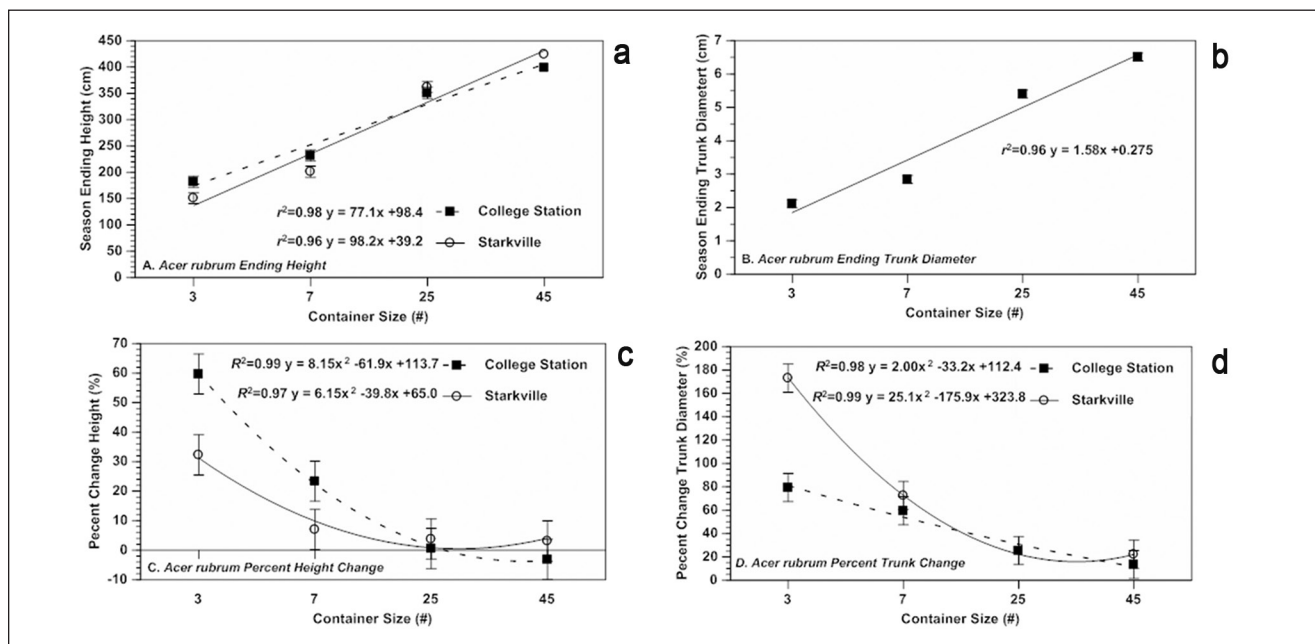 a
Season Ending Height (cm)
450
400
350
300
250
200
150
100
50
0
r²=0.98 y = 77.1x +98.4
College Station
r²=0.96 y = 98.2x +39.2
Starkville
A. Acer rubrum Ending Height
3 7 25 45
Container Size (#)
b
Season Ending Trunk Diametert (cm)
7
6
5
4
3
2
1
0
r²=0.96 y = 1.58x +0.275
B. Acer rubrum Ending Trunk Diameter
3 7 25 45
Container Size (#)
c
Pecent Change Height (%)
70
60
50
40
30
20
10
0
-10
R²=0.99 y = 8.15x² -61.9x +113.7
College Station
R²=0.97 y = 6.15x² -39.8x +65.0
Starkville
C. Acer rubrum Percent Height Change
3 7 25 45
Container Size (#)
d
Pecent Change Trunk Diameter (%)
200
180
160
140
120
100
80
60
40
20
0
R²=0.98 y = 2.00x² -33.2x +112.4
College Station
R²=0.99 y = 25.1x² -175.9x +323.8
Starkville
D. Acer rubrum Percent Trunk Change
3 7 25 45
Container Size (#)